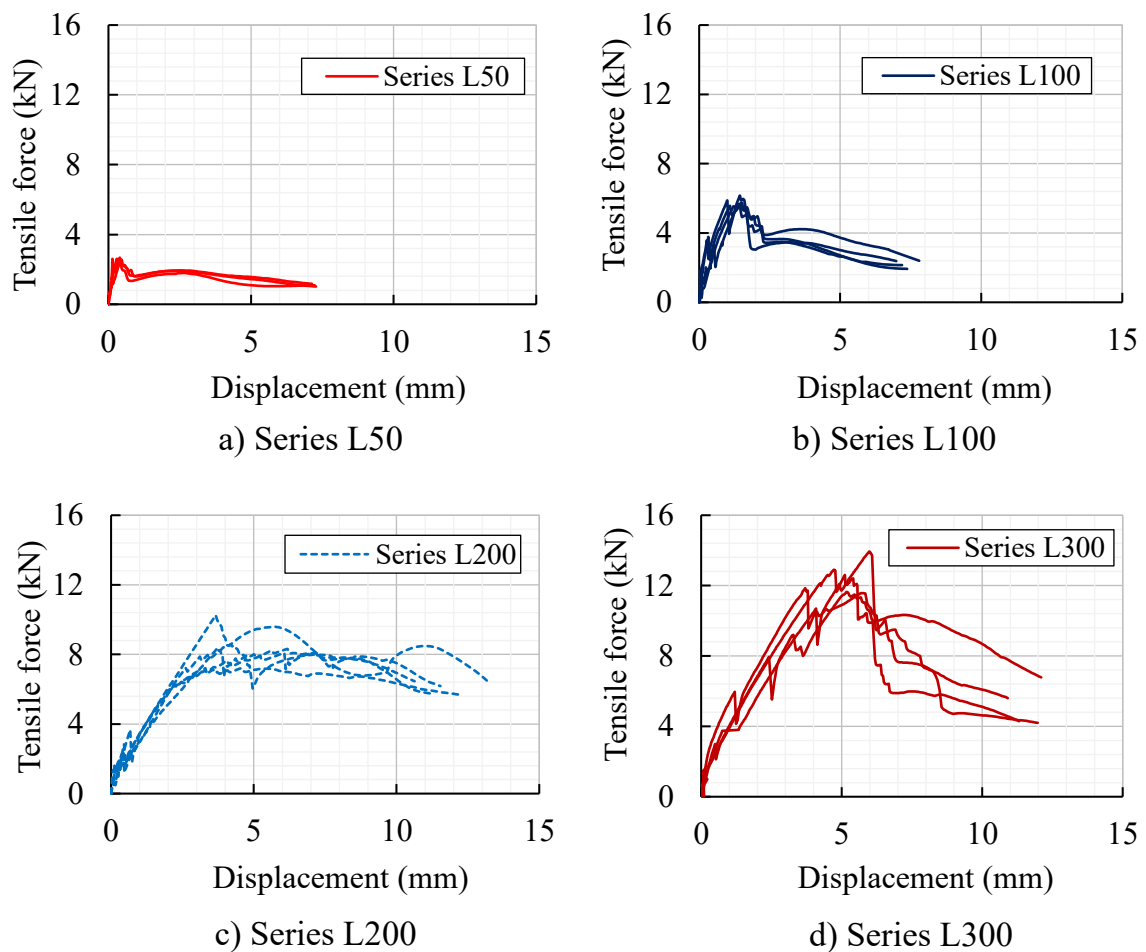 16
12
8
4
0
Tensile force (kN)
Series L50
0 5 10 15
Displacement (mm)
a) Series L50
16
12
8
4
0
Tensile force (kN)
Series L100
0 5 10 15
Displacement (mm)
b) Series L100
16
12
8
4
0
Tensile force (kN)
Series L200
0 5 10 15
Displacement (mm)
c) Series L200
16
12
8
4
0
Tensile force (kN)
Series L300
0 5 10 15
Displacement (mm)
d) Series L300